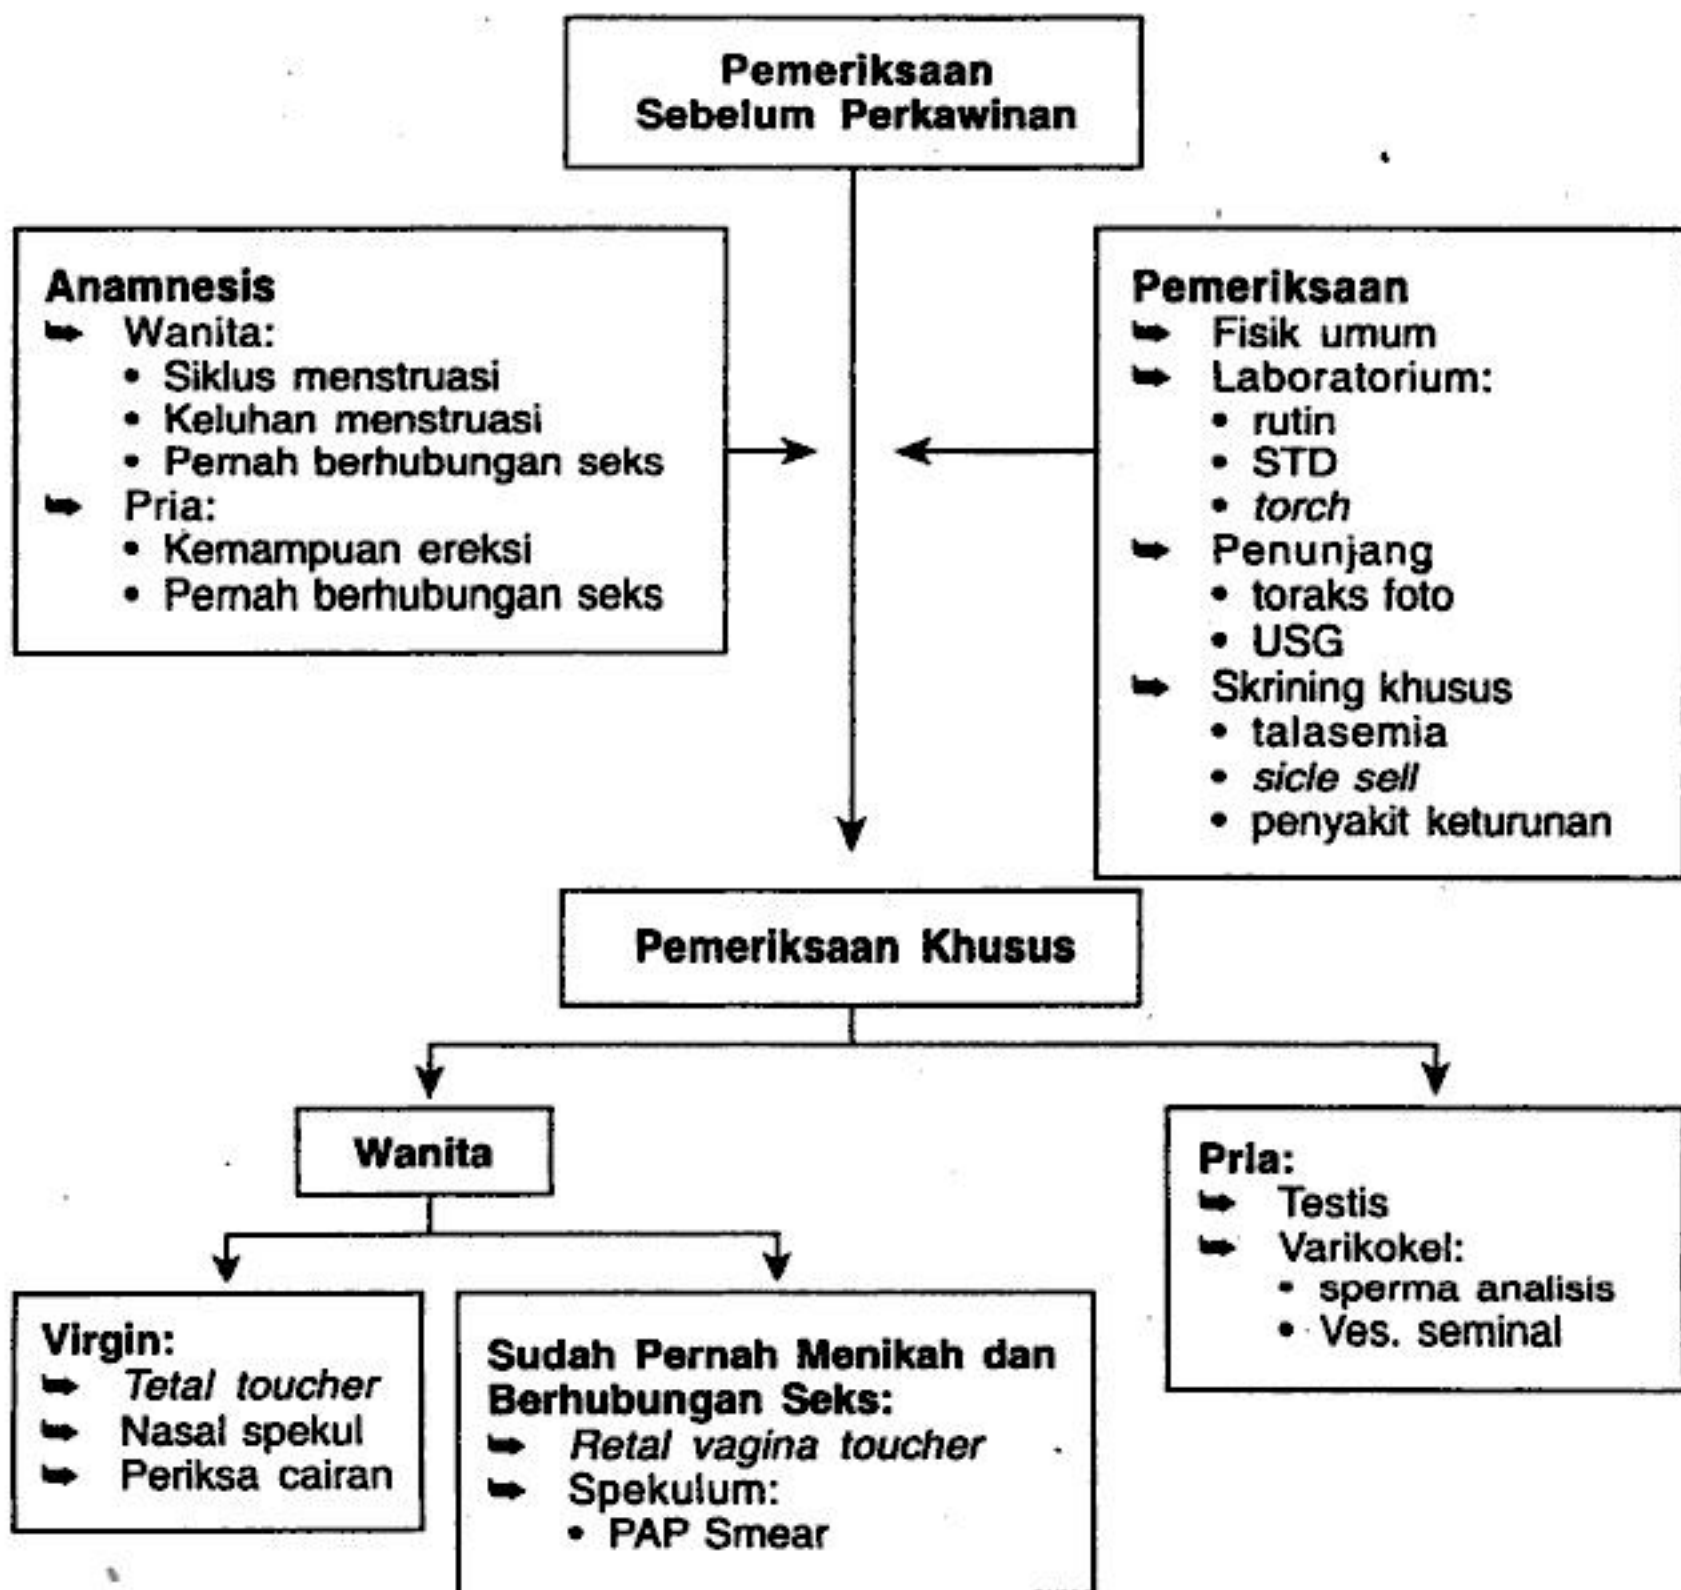 Pemeriksaan
Sebelum Perkawinan
Anamnesis
Wanita:
• Siklus menstruasi
• Keluhan menstruasi
• Pernah berhubungan seks
Pria:
• Kemampuan ereksi
• Pernah berhubungan seks
Pemeriksaan
Fisik umum
Laboratorium:
• rutin
• STD
• torch
Penunjang
• toraks foto
• USG
Skrining khusus
• talasemia
• sicle sell
• penyakit keturunan
Pemeriksaan Khusus
Wanita
Pria:
Testis
Varikokel:
• sperma analisis
• Ves. seminal
Virgin:
Tetal toucher
Nasal spekul
Periksa cairan
Sudah Pernah Menikah dan
Berhubungan Seks:
Retal vagina toucher
Spekulum:
• PAP Smear